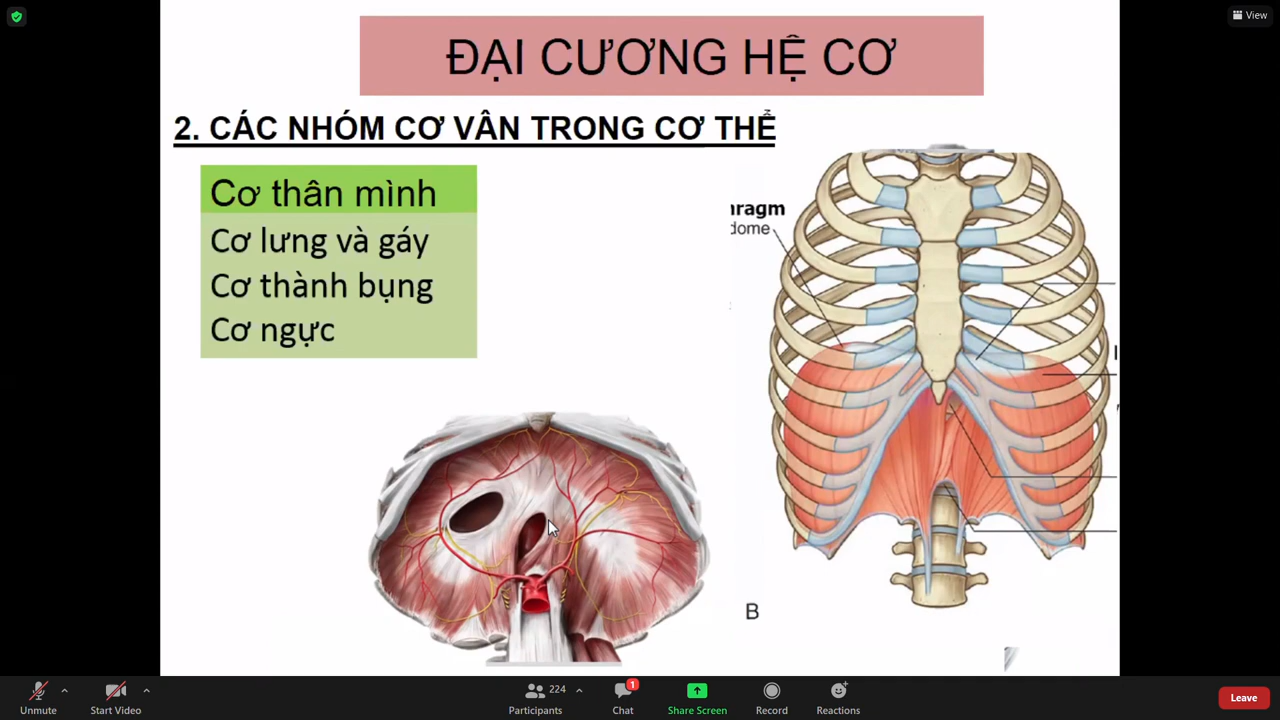 View
ĐẠI CƯƠNG HỆ CƠ
2. CÁC NHÓM CƠ VÂN TRONG CƠ THỂ
Cơ thân mình
Cơ lưng và gáy
Cơ thành bụng
Cơ ngực
hragm
dome
B
Unmute
Start Video
224
Participants
1
Chat
Share Screen
Record
Reactions
Leave